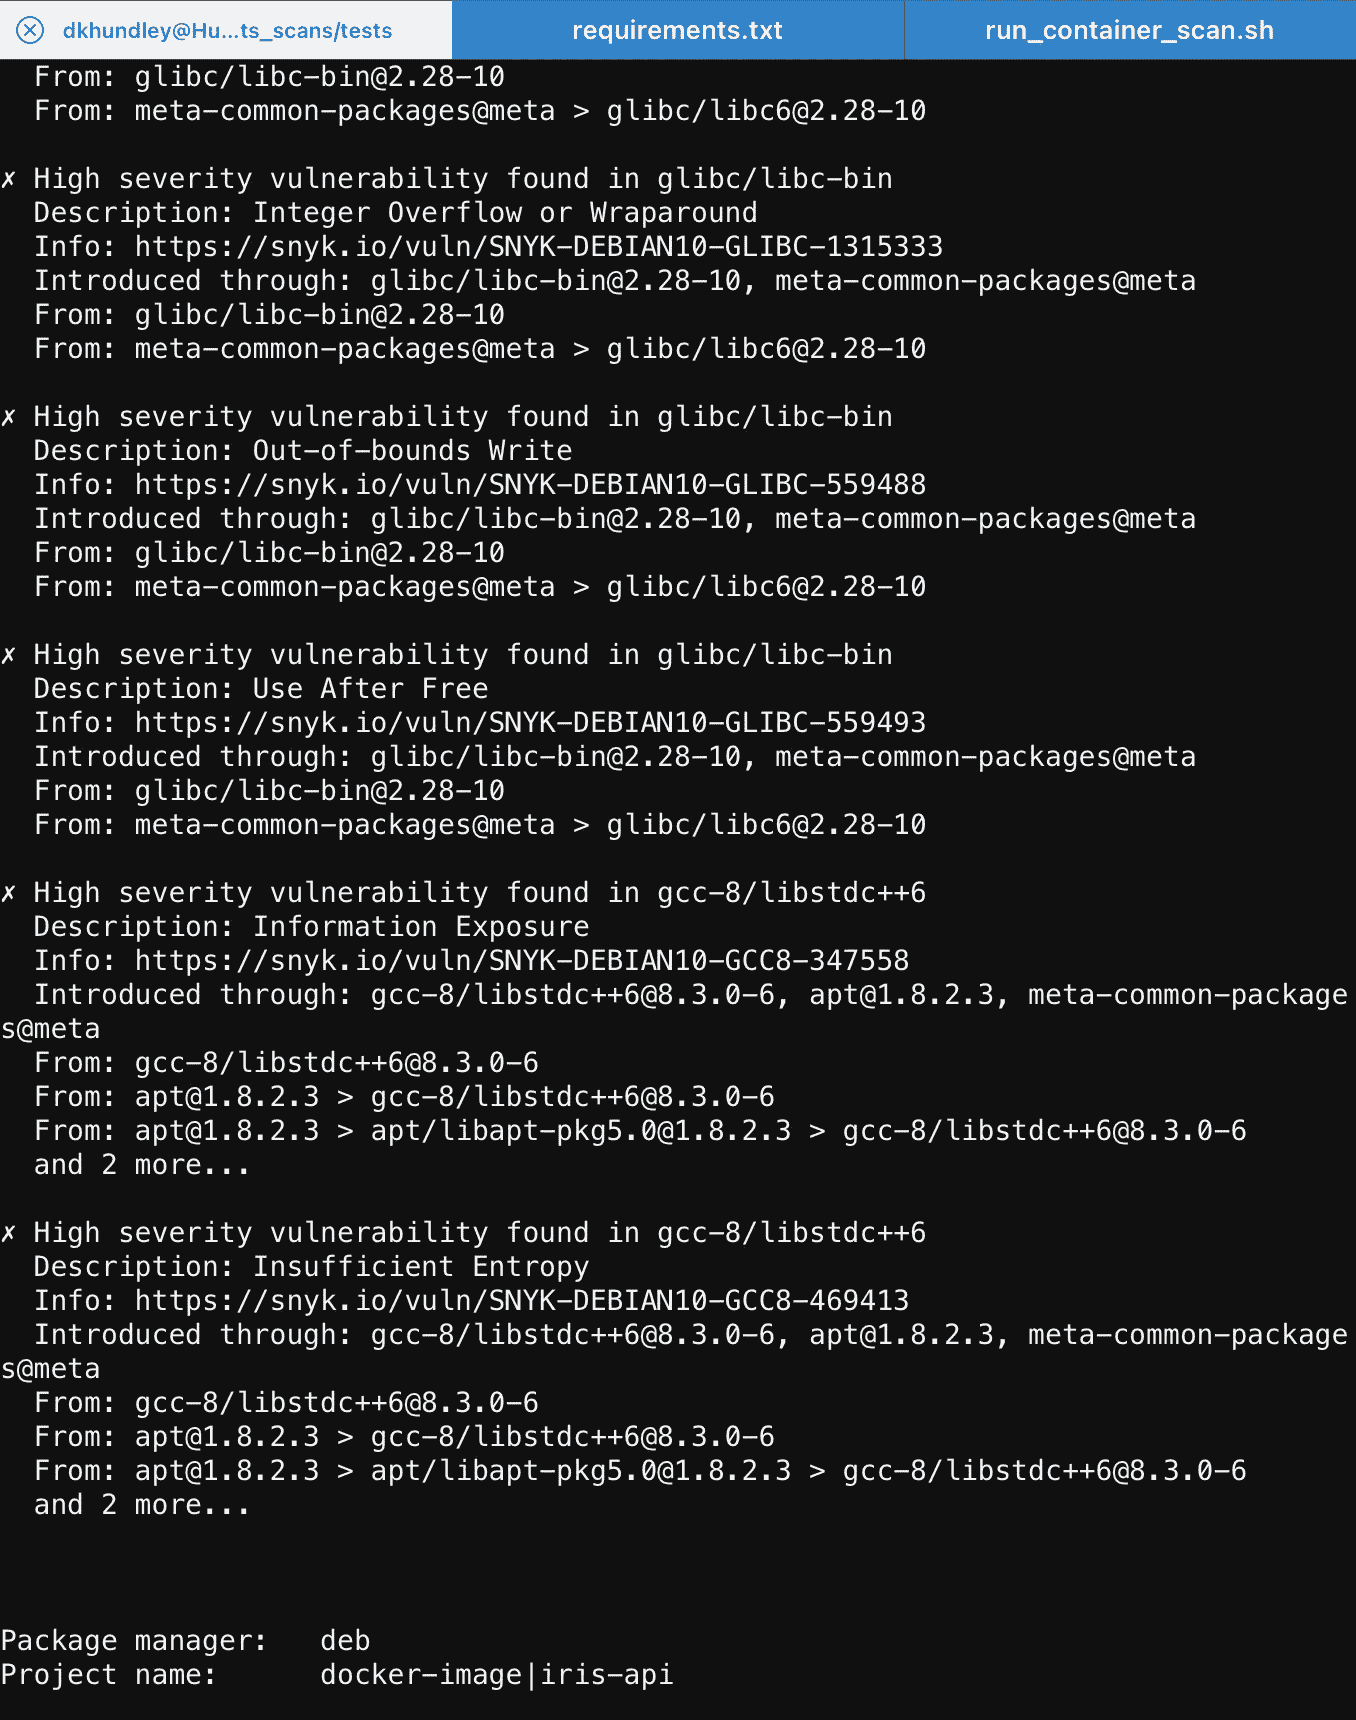 dkhundley@Hu...ts_scans/tests
requirements.txt
run_container_scan.sh
From: glibc/libc-bin@2.28-10
From: meta-common-packages@meta > glibc/libc6@2.28-10
✗ High severity vulnerability found in glibc/libc-bin
Description: Integer Overflow or Wraparound
Info: https://snyk.io/vuln/SNYK-DEBIAN10-GLIBC-1315333
Introduced through: glibc/libc-bin@2.28-10, meta-common-packages@meta
From: glibc/libc-bin@2.28-10
From: meta-common-packages@meta > glibc/libc6@2.28-10
✗ High severity vulnerability found in glibc/libc-bin
Description: Out-of-bounds Write
Info: https://snyk.io/vuln/SNYK-DEBIAN10-GLIBC-559488
Introduced through: glibc/libc-bin@2.28-10, meta-common-packages@meta
From: glibc/libc-bin@2.28-10
From: meta-common-packages@meta > glibc/libc6@2.28-10
✗ High severity vulnerability found in glibc/libc-bin
Description: Use After Free
Info: https://snyk.io/vuln/SNYK-DEBIAN10-GLIBC-559493
Introduced through: glibc/libc-bin@2.28-10, meta-common-packages@meta
From: glibc/libc-bin@2.28-10
From: meta-common-packages@meta > glibc/libc6@2.28-10
✗ High severity vulnerability found in gcc-8/libstdc++6
Description: Information Exposure
Info: https://snyk.io/vuln/SNYK-DEBIAN10-GCC8-347558
Introduced through: gcc-8/libstdc++6@8.3.0-6, apt@1.8.2.3, meta-common-package
s@meta
From: gcc-8/libstdc++6@8.3.0-6
From: apt@1.8.2.3 > gcc-8/libstdc++6@8.3.0-6
From: apt@1.8.2.3 > apt/libapt-pkg5.0@1.8.2.3 > gcc-8/libstdc++6@8.3.0-6
and 2 more...
✗ High severity vulnerability found in gcc-8/libstdc++6
Description: Insufficient Entropy
Info: https://snyk.io/vuln/SNYK-DEBIAN10-GCC8-469413
Introduced through: gcc-8/libstdc++6@8.3.0-6, apt@1.8.2.3, meta-common-package
s@meta
From: gcc-8/libstdc++6@8.3.0-6
From: apt@1.8.2.3 > gcc-8/libstdc++6@8.3.0-6
From: apt@1.8.2.3 > apt/libapt-pkg5.0@1.8.2.3 > gcc-8/libstdc++6@8.3.0-6
and 2 more...
Package manager:   deb
Project name:      docker-image|iris-api